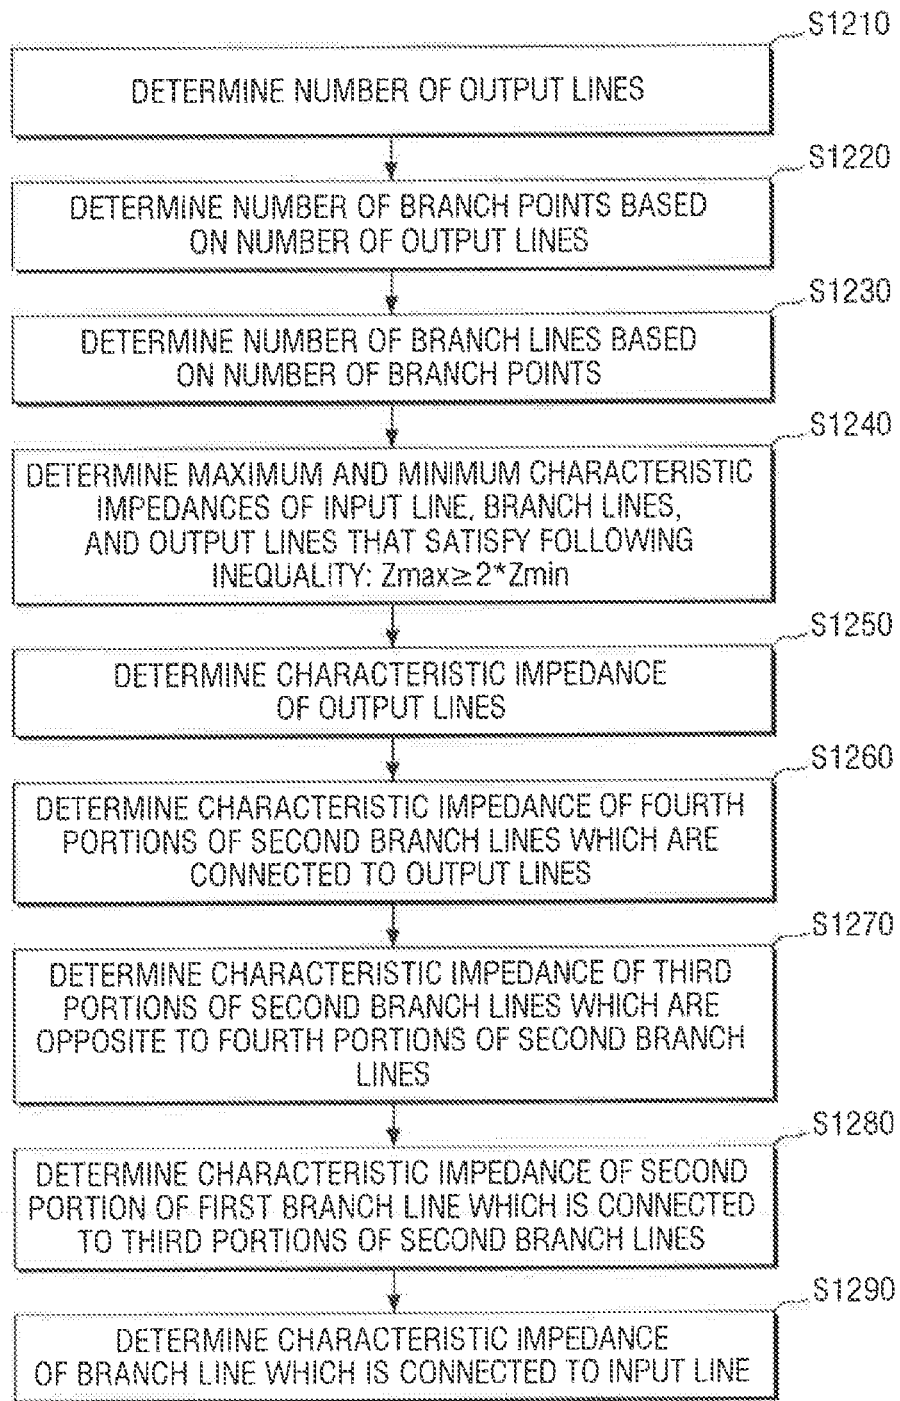 S1210
DETERMINE NUMBER OF OUTPUT LINES
S1220
DETERMINE NUMBER OF BRANCH POINTS BASED
ON NUMBER OF OUTPUT LINES
S1230
DETERMINE NUMBER OF BRANCH LINES BASED
ON NUMBER OF BRANCH POINTS
S1240
DETERMINE MAXIMUM AND MINIMUM CHARACTERISTIC
IMPEDANCES OF INPUT LINE, BRANCH LINES,
AND OUTPUT LINES THAT SATISFY FOLLOWING
INEQUALITY: Zmax≥2*Zmin
S1250
DETERMINE CHARACTERISTIC IMPEDANCE
OF OUTPUT LINES
S1260
DETERMINE CHARACTERISTIC IMPEDANCE OF FOURTH
PORTIONS OF SECOND BRANCH LINES WHICH ARE
CONNECTED TO OUTPUT LINES
S1270
DETERMINE CHARACTERISTIC IMPEDANCE OF THIRD
PORTIONS OF SECOND BRANCH LINES WHICH ARE
OPPOSITE TO FOURTH PORTIONS OF SECOND BRANCH
LINES
S1280
DETERMINE CHARACTERISTIC IMPEDANCE OF SECOND
PORTION OF FIRST BRANCH LINE WHICH IS CONNECTED
TO THIRD PORTIONS OF SECOND BRANCH LINES
S1290
DETERMINE CHARACTERISTIC IMPEDANCE
OF BRANCH LINE WHICH IS CONNECTED TO INPUT LINE